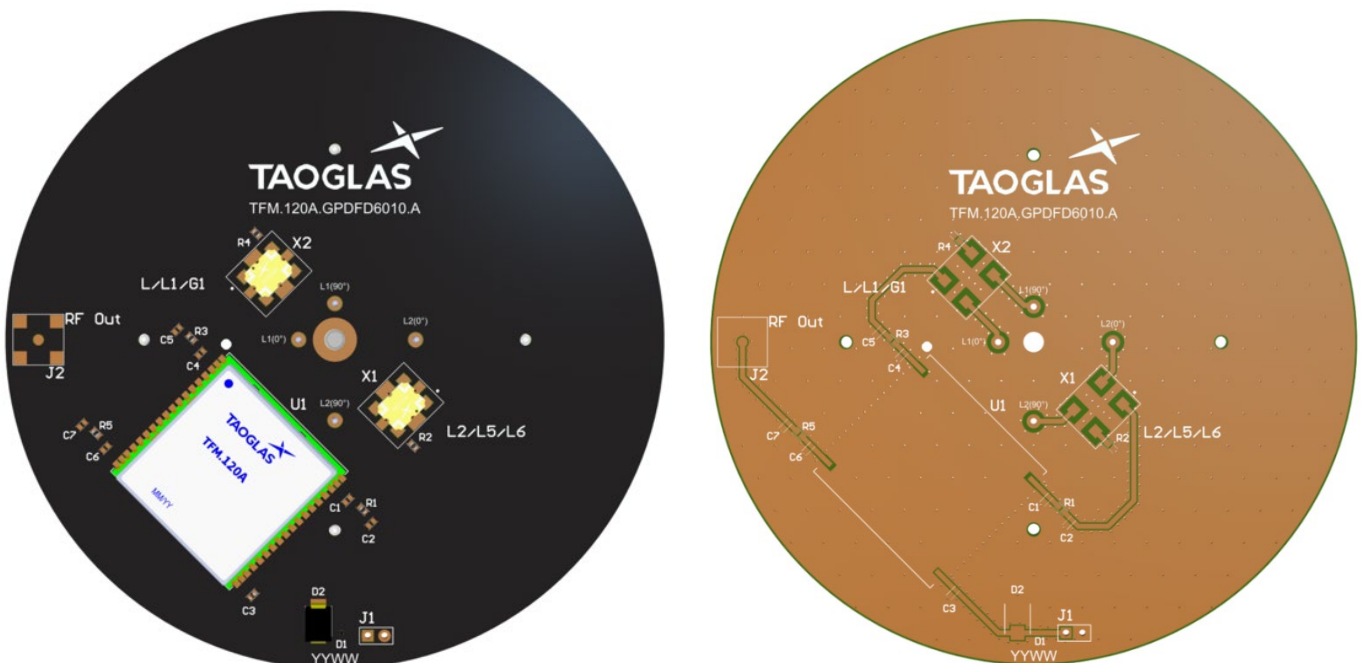 TAOGLAS
TFM.120A.GPDFD6010.A
R4
X2
L/L1/G1
L1(90°)
RF Out
C5
R3
L1(0°)
L2(0°)
C4
J2
X1
U1
TAOGLAS
TFM.120A
MM/YY
L2(90°)
L2/L5/L6
R2
C7
R5
C6
C1
R1
C2
C3
D2
J1
D1
YYWW
TAOGLAS
TFM.120A.GPDFD6010.A
R4
X2
L/L1/G1
L1(90°)
RF Out
C5
R3
L1(0°)
L2(0°)
C4
J2
X1
U1
L2(90°)
L2/L5/L6
R2
C7
R5
C6
C1
R1
C2
C3
D2
J1
D1
YYWW